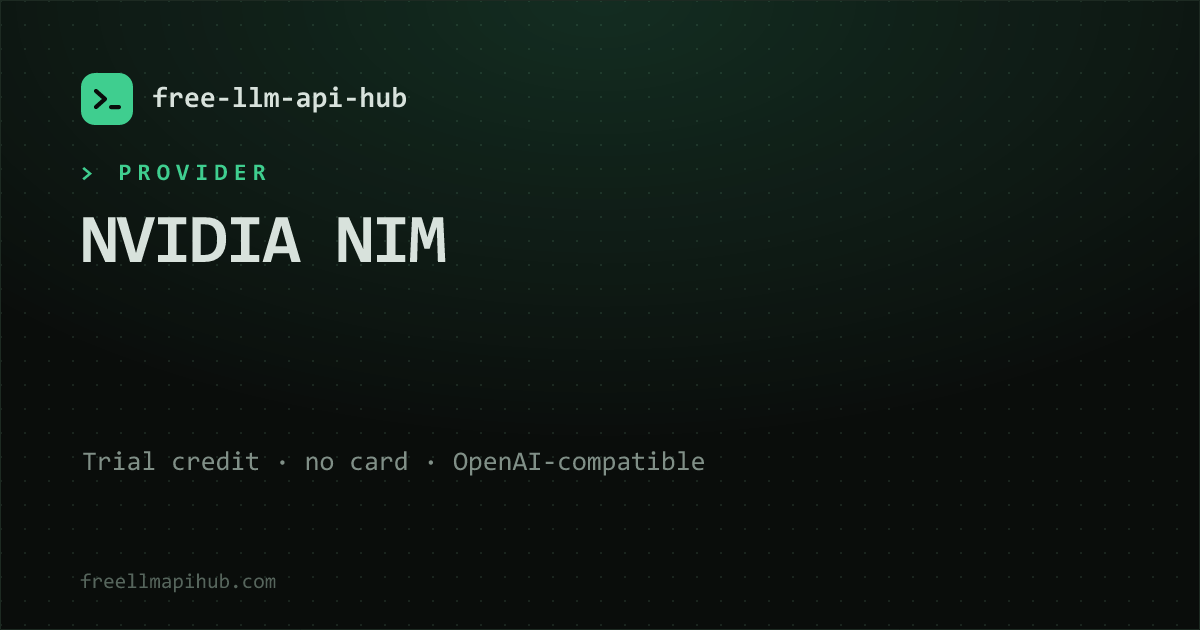 free-llm-api-hub
> PROVIDER
NVIDIA NIM
Trial credit · no card · OpenAI-compatible
freellmapihub.com